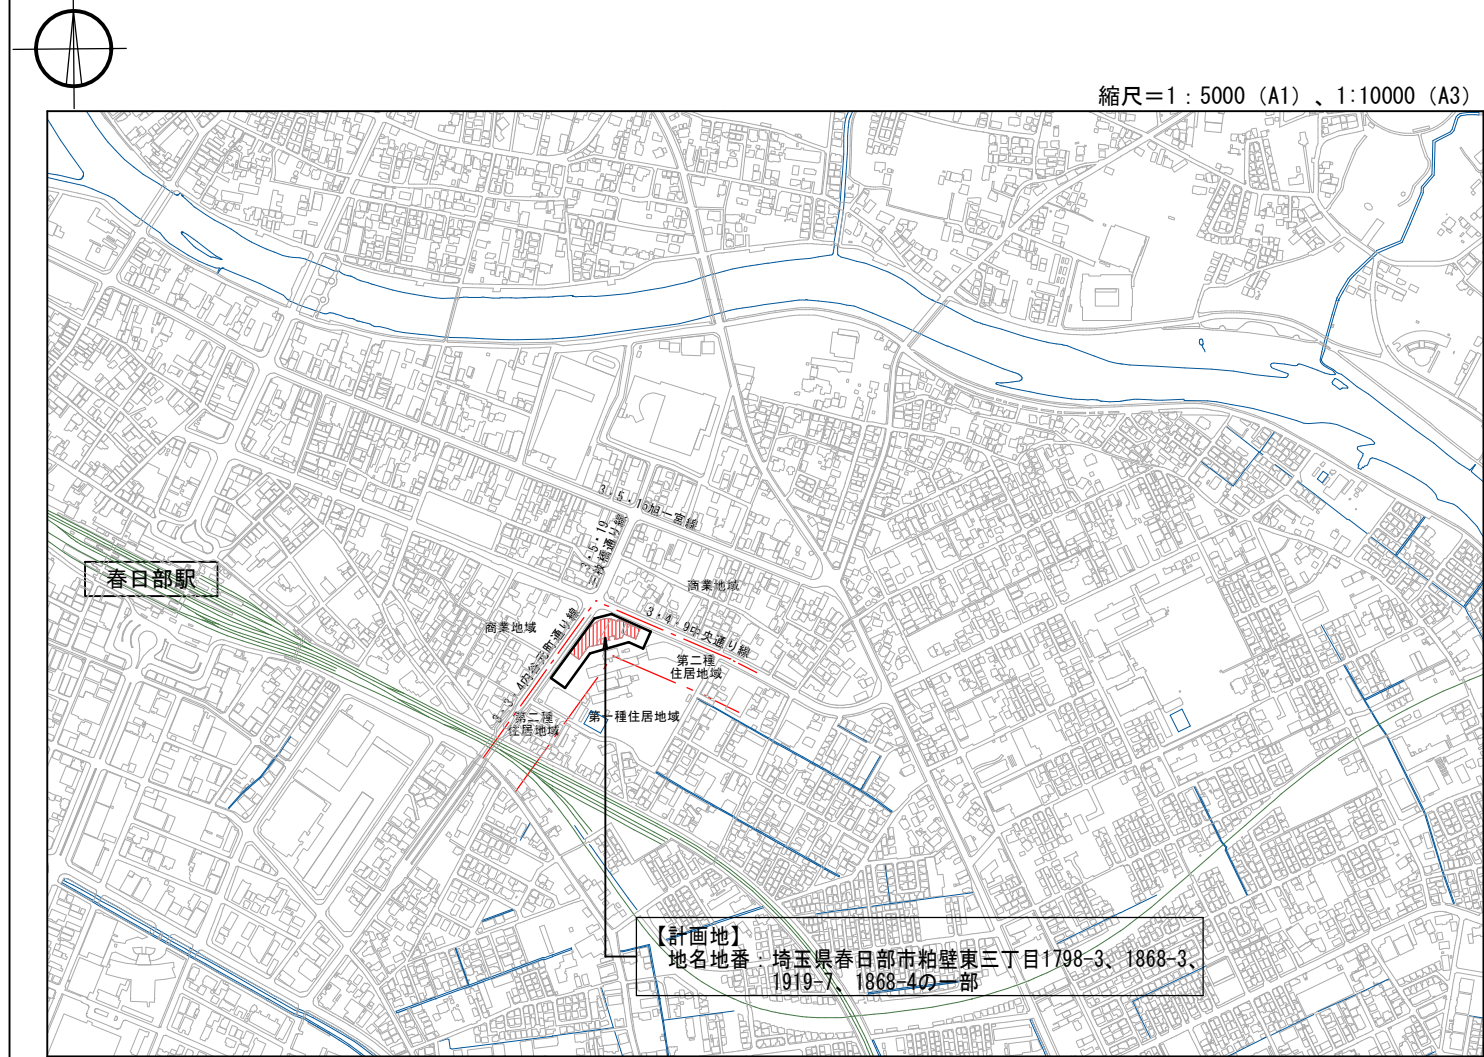 縮尺＝1：5000（A1）、1:10000（A3）
3・5・16旭一宮線
3・5・19
三枚橋通り線
春日部駅
商業地域
商業地域
3・4・9中央通り線
3・3・4内谷元町通り線
第二種
住居地域
第二種
住居地域
第一種住居地域
【計画地】
地名地番：埼玉県春日部市粕壁東三丁目1798-3、1868-3、
1919-7、1868-4の一部